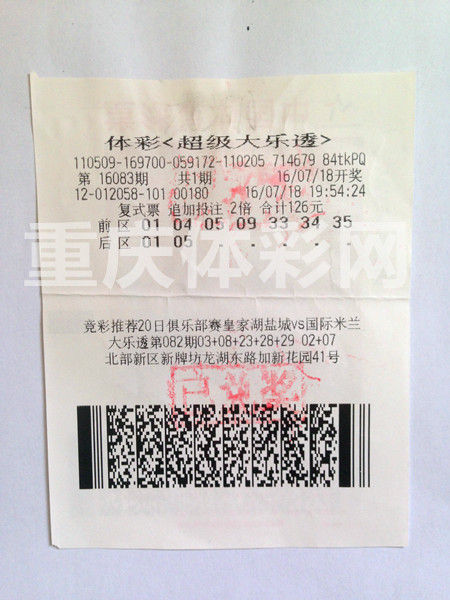 体彩<超级大乐透>
110509-169700-059172-110205 714679 84tkPQ
第 16083期 共1期 16/07/18开奖
12-012058-101 00180 16/07/18 19:54:24
复式票 追加投注 2倍 合计126元
前区 01 04 05 09 33 34 35
后区 01 05 - - - - -
重庆体彩网
竞彩推荐20日俱乐部赛皇家湖盐城vs国际米兰
大乐透第082期03+08+23+28+29 02+07
北部新区新牌坊龙湖东路加新花园41号
已兑奖